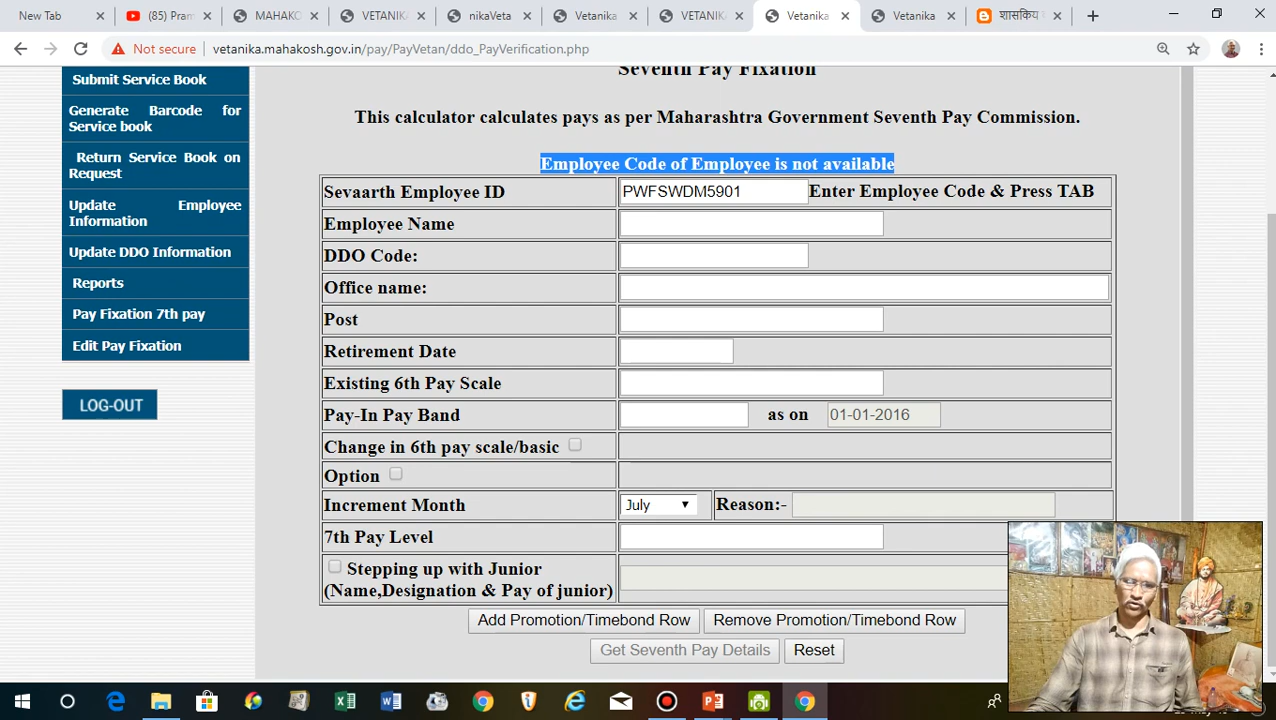 New Tab
(85) Pram
MAHAKO
VETANIKA
nikaVeta
Vetanika
VETANIK
Vetanika
Vetanika
शासकिय
Not secure
vetanika.mahakosh.gov.in/pay/PayVetan/ddo_PayVerification.php
Submit Service Book
Generate Barcode for
Service book
Return Service Book on
Request
Update Employee
Information
Update DDO Information
Reports
Pay Fixation 7th pay
Edit Pay Fixation
LOG-OUT
Seventh Pay Fixation
This calculator calculates pays as per Maharashtra Government Seventh Pay Commission.
Employee Code of Employee is not available
Sevaarth Employee ID PWFSWDM5901 Enter Employee Code & Press TAB
Employee Name
DDO Code:
Office name:
Post
Retirement Date
Existing 6th Pay Scale
Pay-In Pay Band as on 01-01-2016
Change in 6th pay scale/basic
Option
Increment Month July Reason:-
7th Pay Level
Stepping up with Junior
(Name,Designation & Pay of junior)
Add Promotion/Timebond Row Remove Promotion/Timebond Row
Get Seventh Pay Details Reset